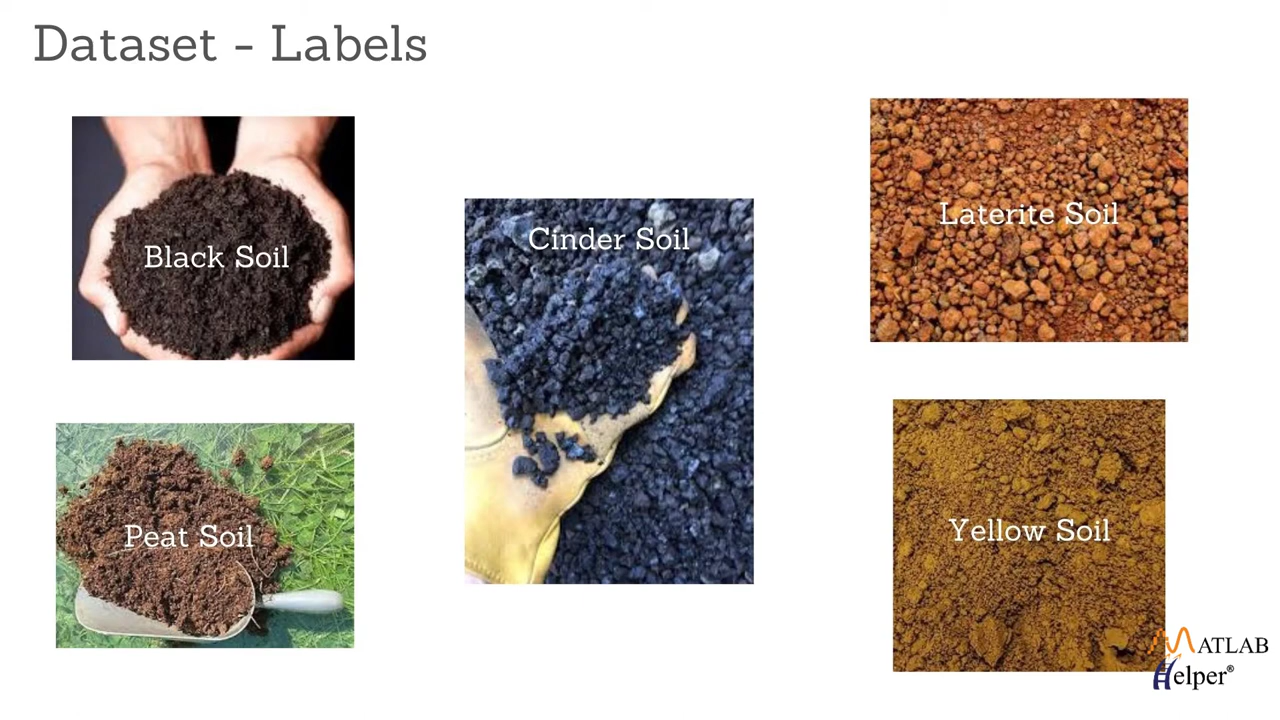 Dataset - Labels
Black Soil
Cinder Soil
Laterite Soil
Peat Soil
Yellow Soil
MATLAB
Helper®